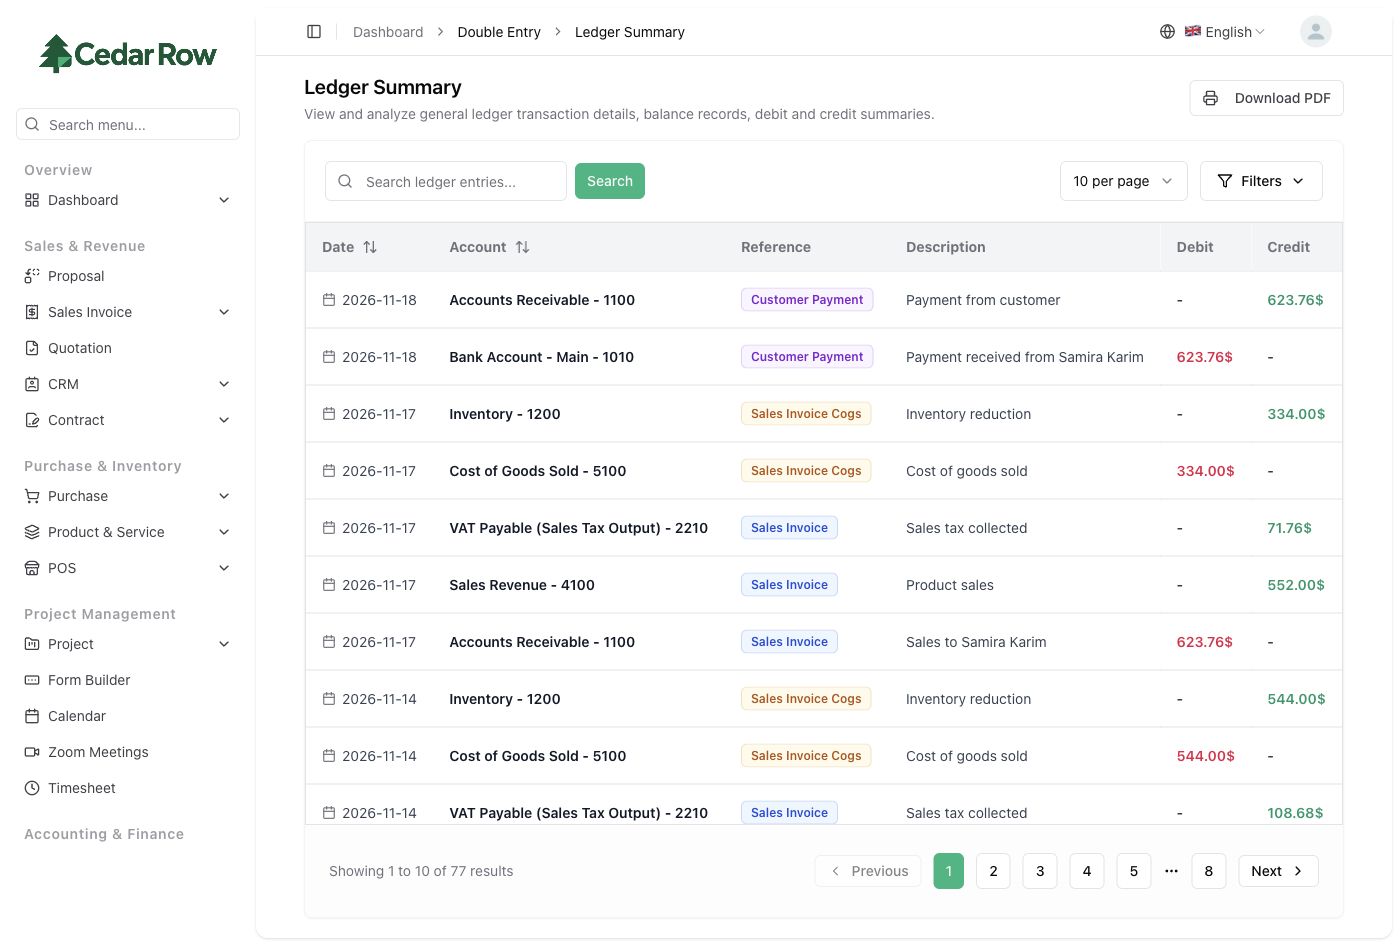 Cedar Row
Search menu...
Overview
Dashboard
Sales & Revenue
Proposal
Sales Invoice
Quotation
CRM
Contract
Purchase & Inventory
Purchase
Product & Service
POS
Project Management
Project
Form Builder
Calendar
Zoom Meetings
Timesheet
Accounting & Finance
Dashboard > Double Entry > Ledger Summary
English
Ledger Summary
View and analyze general ledger transaction details, balance records, debit and credit summaries.
Download PDF
Search ledger entries... Search 10 per page Filters
Date Account Reference Description Debit Credit
2026-11-18 Accounts Receivable - 1100 Customer Payment Payment from customer - 623.76$
2026-11-18 Bank Account - Main - 1010 Customer Payment Payment received from Samira Karim 623.76$ -
2026-11-17 Inventory - 1200 Sales Invoice Cogs Inventory reduction - 334.00$
2026-11-17 Cost of Goods Sold - 5100 Sales Invoice Cogs Cost of goods sold 334.00$ -
2026-11-17 VAT Payable (Sales Tax Output) - 2210 Sales Invoice Sales tax collected - 71.76$
2026-11-17 Sales Revenue - 4100 Sales Invoice Product sales - 552.00$
2026-11-17 Accounts Receivable - 1100 Sales Invoice Sales to Samira Karim 623.76$ -
2026-11-14 Inventory - 1200 Sales Invoice Cogs Inventory reduction - 544.00$
2026-11-14 Cost of Goods Sold - 5100 Sales Invoice Cogs Cost of goods sold 544.00$ -
2026-11-14 VAT Payable (Sales Tax Output) - 2210 Sales Invoice Sales tax collected - 108.68$
Showing 1 to 10 of 77 results
Previous 1 2 3 4 5 ... 8 Next